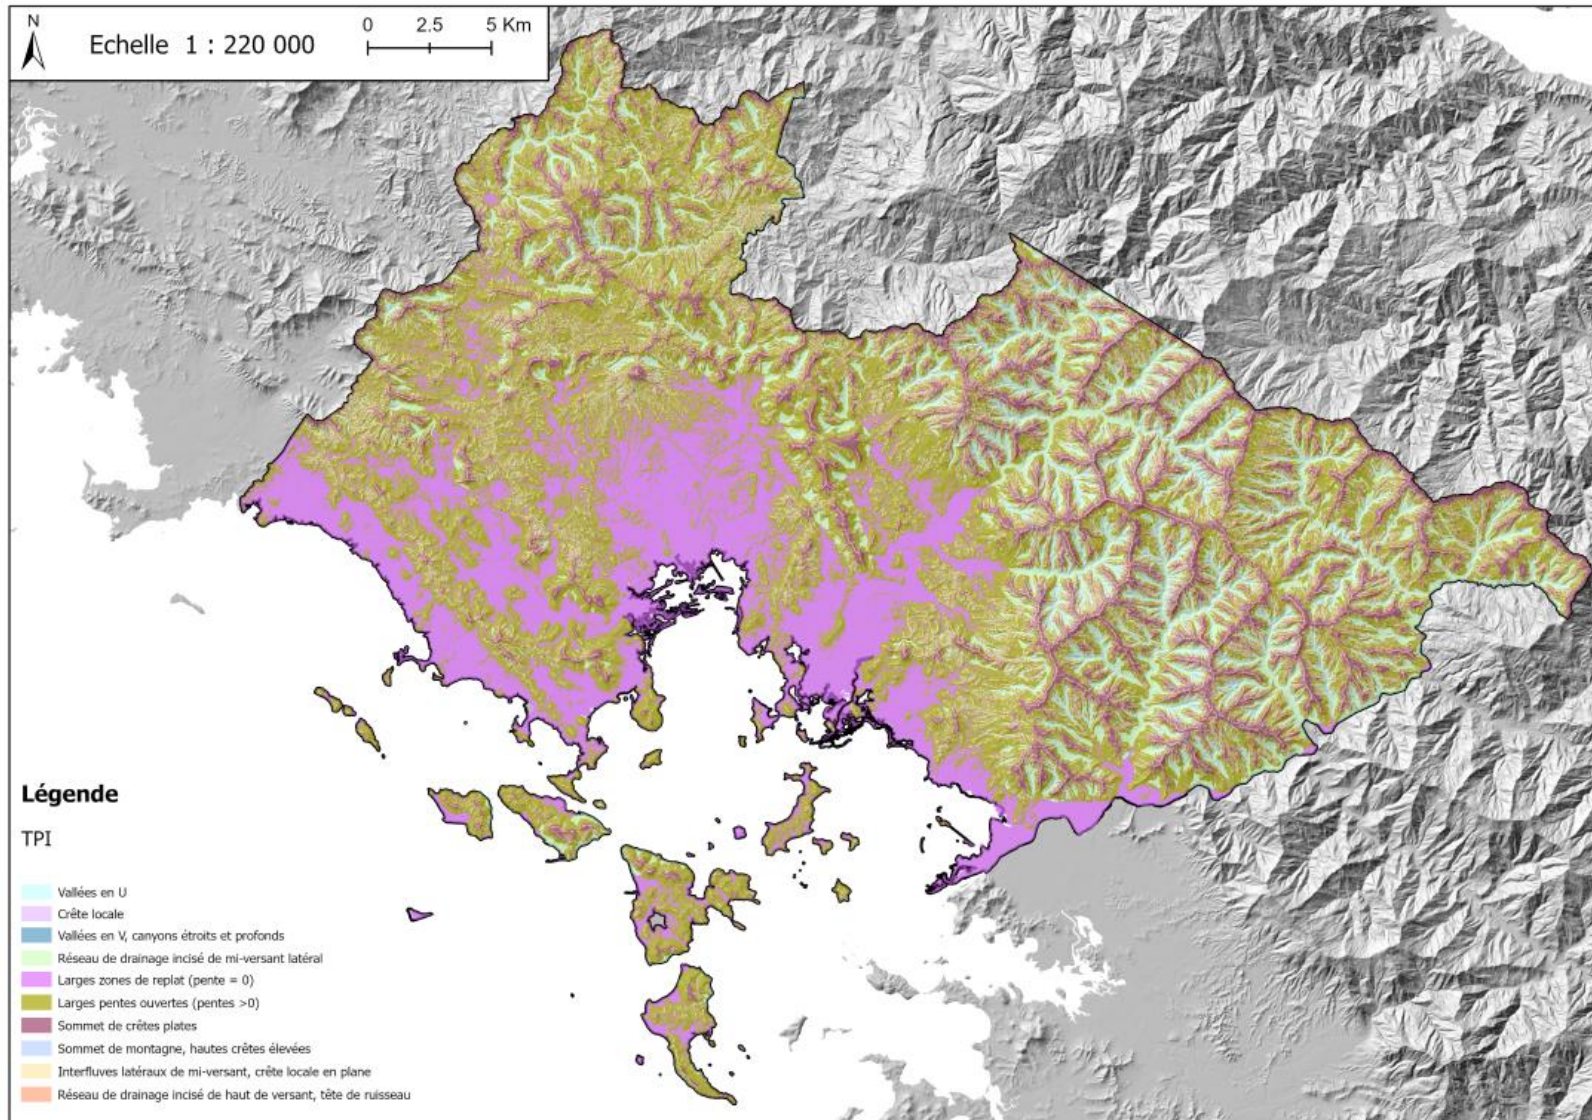 N
Echelle 1 : 220 000
0 2.5 5 Km
Légende
TPI
Vallées en U
Crête locale
Vallées en V, canyons étroits et profonds
Réseau de drainage incisé de mi-versant latéral
Larges zones de replat (pente = 0)
Larges pentes ouvertes (pentes >0)
Sommet de crêtes plates
Sommet de montagne, hautes crêtes élevées
Interfluves latéraux de mi-versant, crête locale en plane
Réseau de drainage incisé de haut de versant, tête de ruisseau